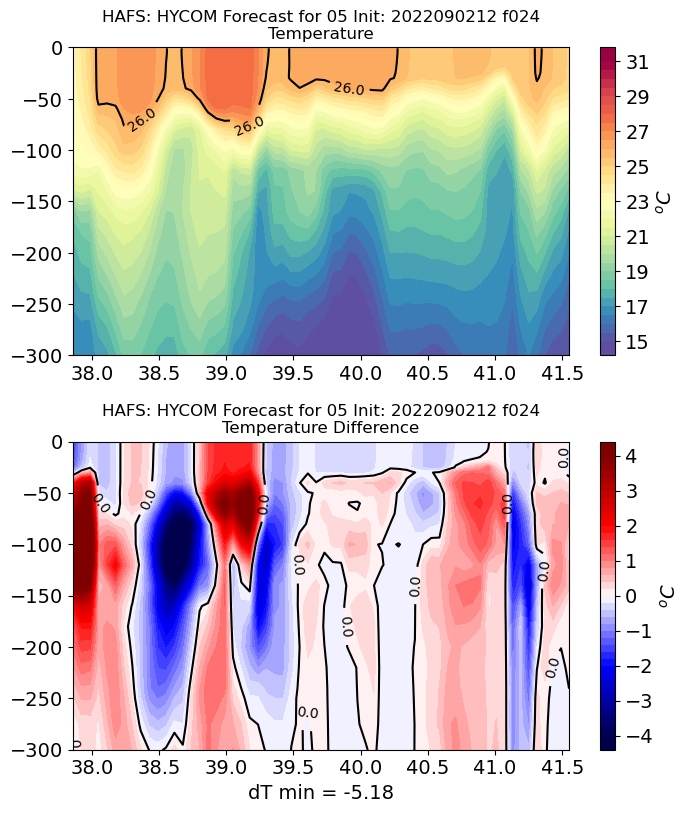 HAFS: HYCOM Forecast for 05 Init: 2022090212 f024
Temperature
0
−50
−100
−150
−200
−250
−300
38.0 38.5 39.0 39.5 40.0 40.5 41.0 41.5
26.0 26.0 26.0
31
29
27
25
23
21
19
17
15
°C
HAFS: HYCOM Forecast for 05 Init: 2022090212 f024
Temperature Difference
0
−50
−100
−150
−200
−250
−300
38.0 38.5 39.0 39.5 40.0 40.5 41.0 41.5
0.0 0.0 0.0 0.0 0.0 0.0 0.0 0.0 0.0 0.0 0.0
4
3
2
1
0
−1
−2
−3
−4
°C
dT min = -5.18